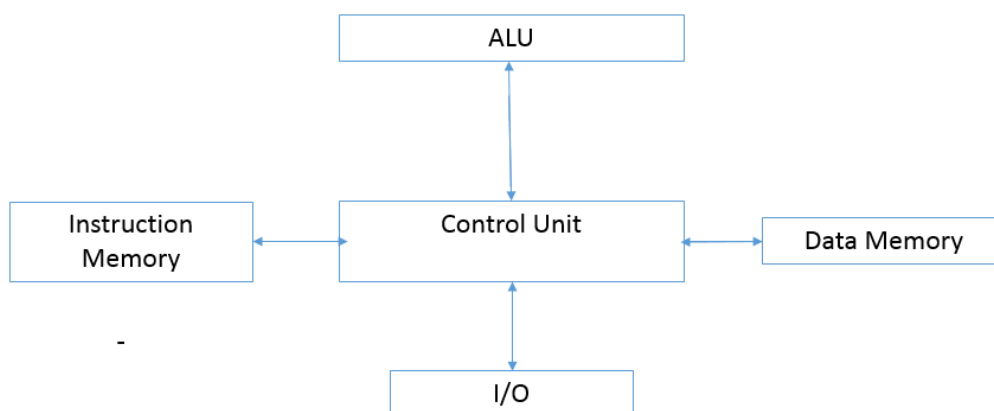 ALU
Instruction
Memory
Control Unit
Data Memory
-
I/O